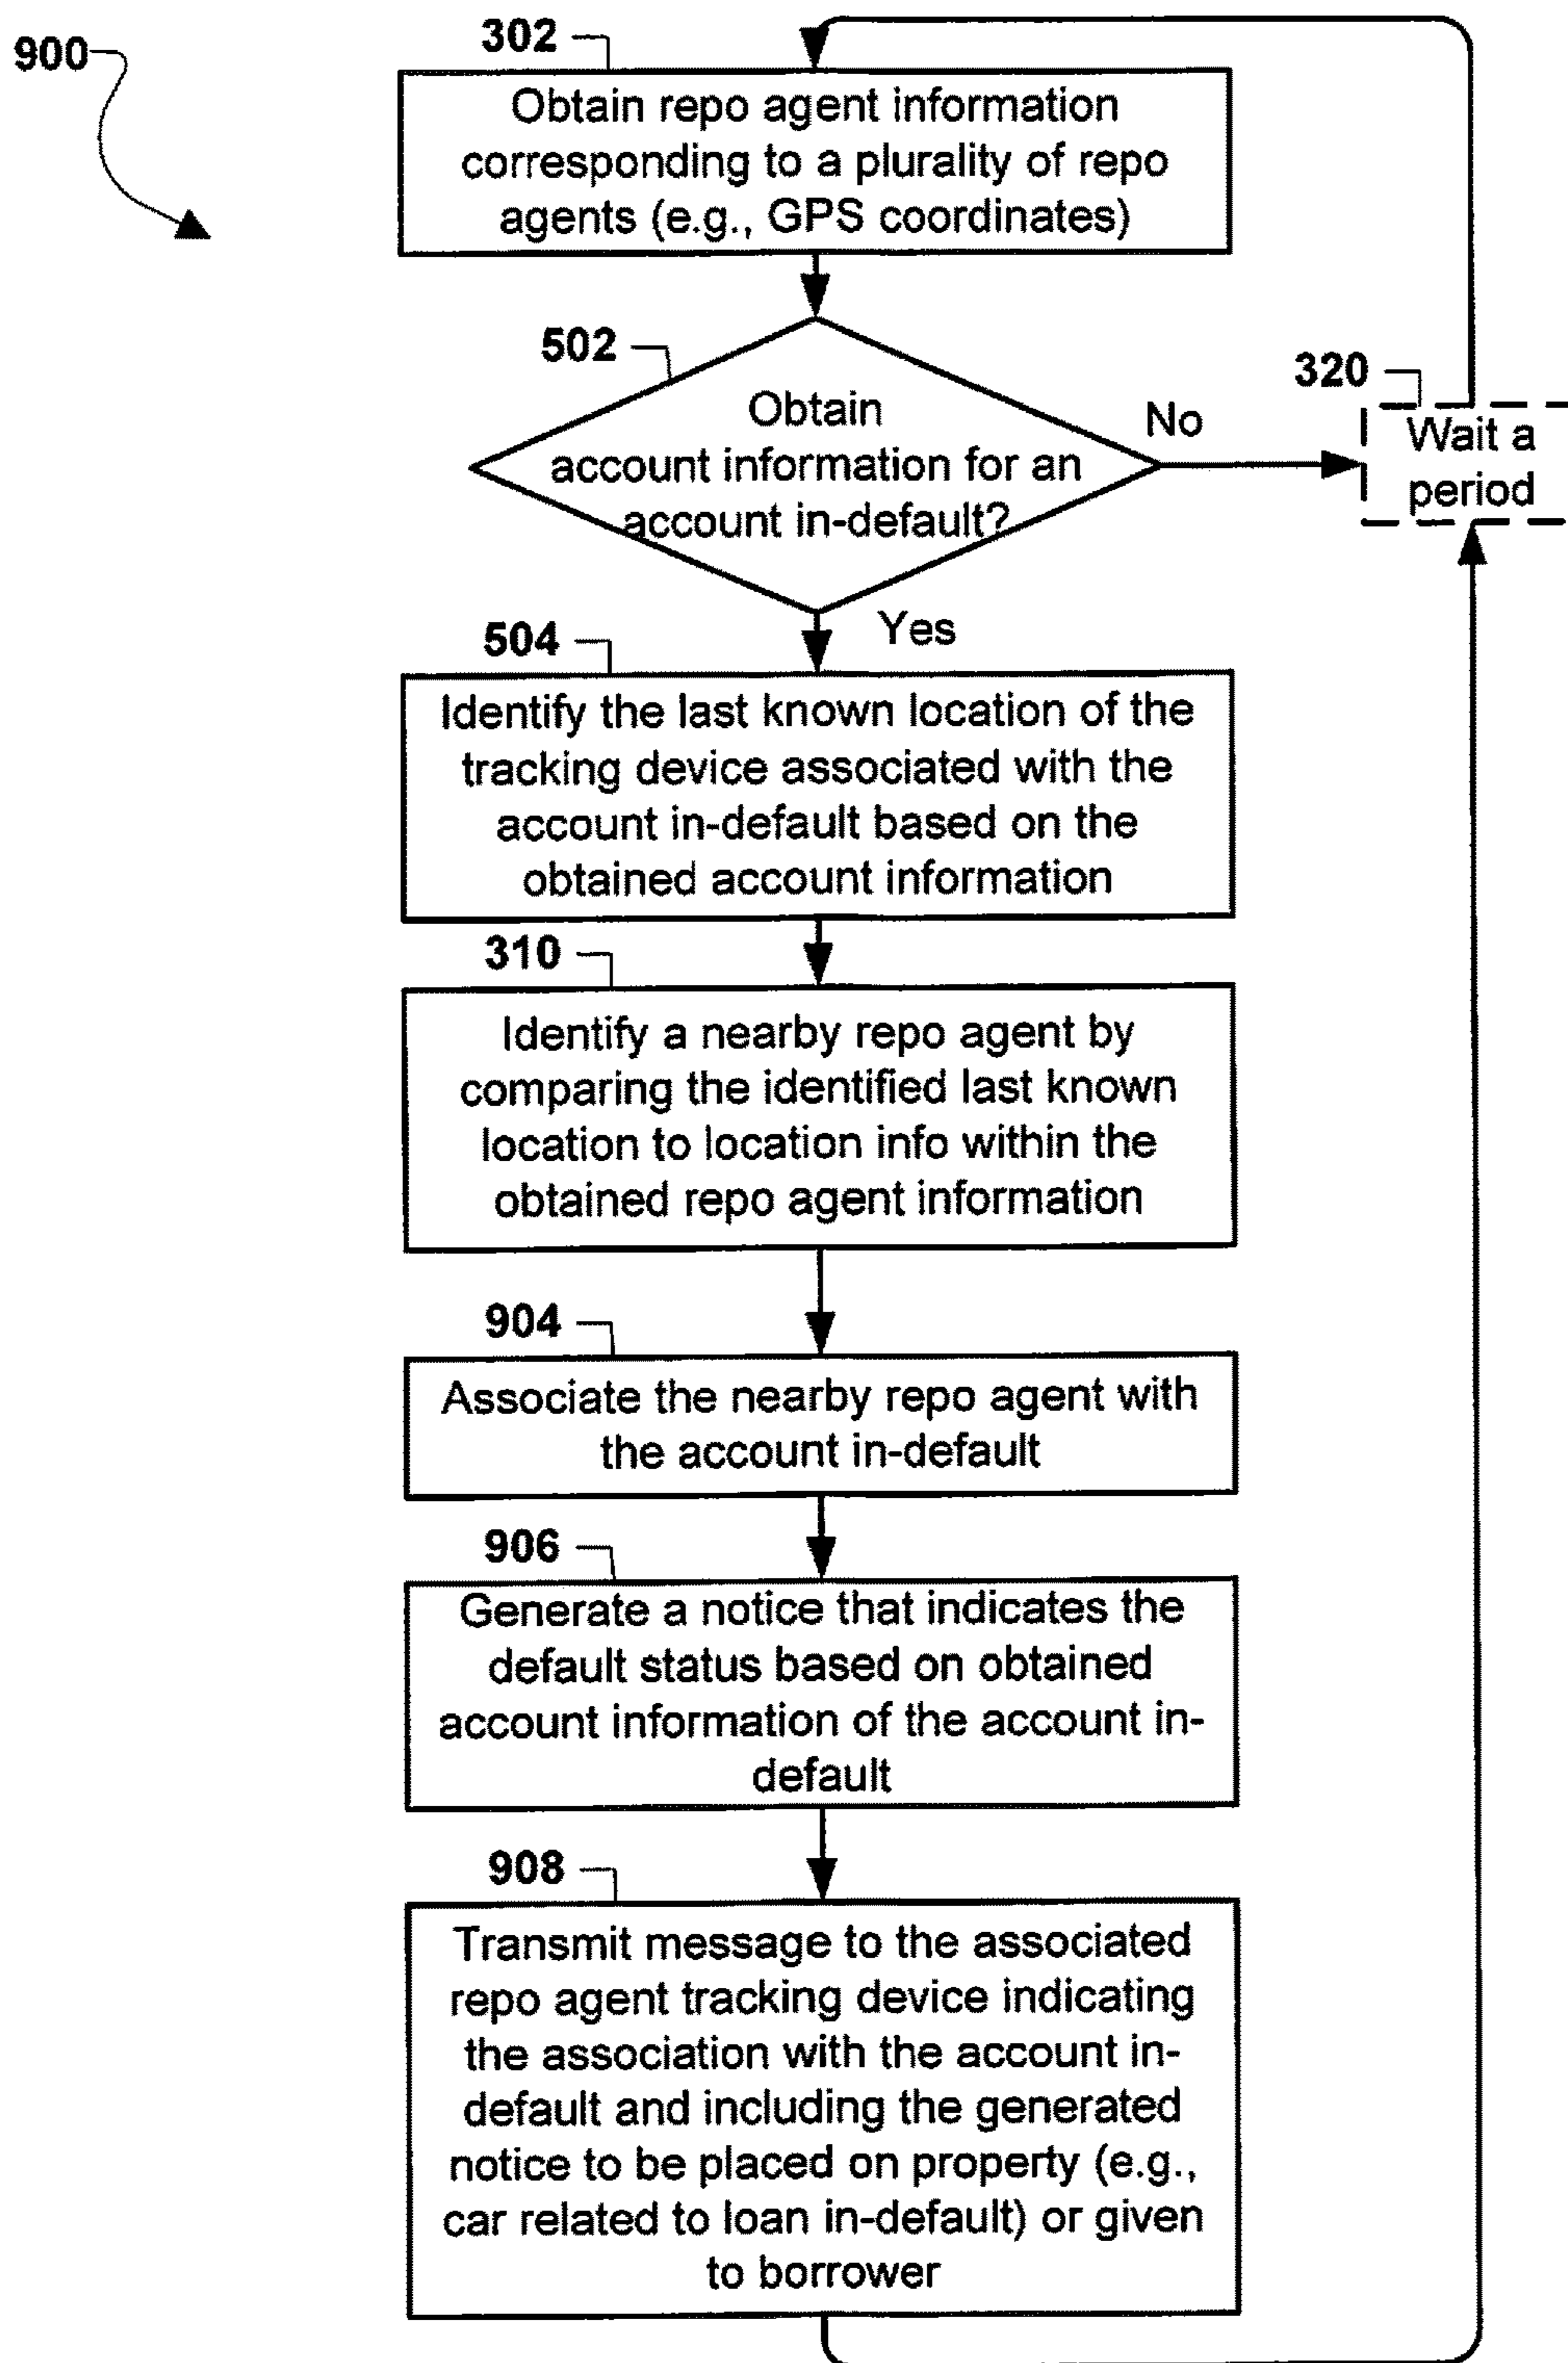 900
302
Obtain repo agent information
corresponding to a plurality of repo
agents (e.g., GPS coordinates)
502
Obtain
account information for an
account in-default?
No
320
Wait a
period
Yes
504
Identify the last known location of the
tracking device associated with the
account in-default based on the
obtained account information
310
Identify a nearby repo agent by
comparing the identified last known
location to location info within the
obtained repo agent information
904
Associate the nearby repo agent with
the account in-default
906
Generate a notice that indicates the
default status based on obtained
account information of the account in-
default
908
Transmit message to the associated
repo agent tracking device indicating
the association with the account in-
default and including the generated
notice to be placed on property (e.g.,
car related to loan in-default) or given
to borrower